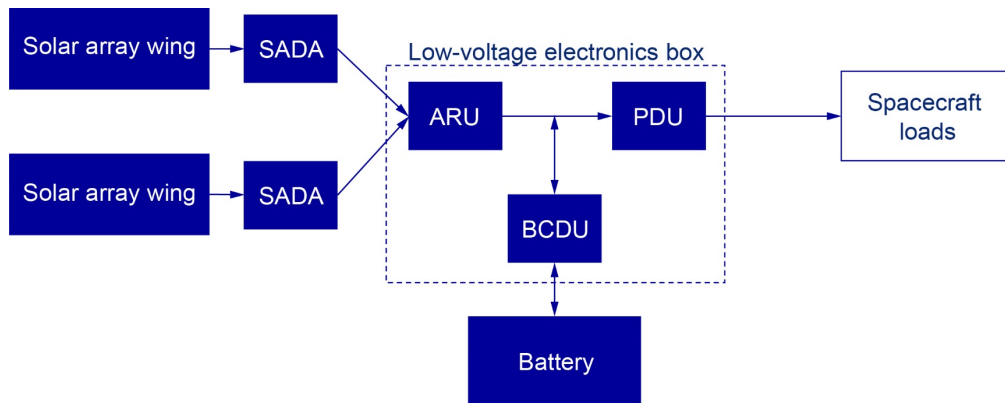 Solar array wing
SADA
Low-voltage electronics box
ARU
PDU
Spacecraft
loads
Solar array wing
SADA
BCDU
Battery